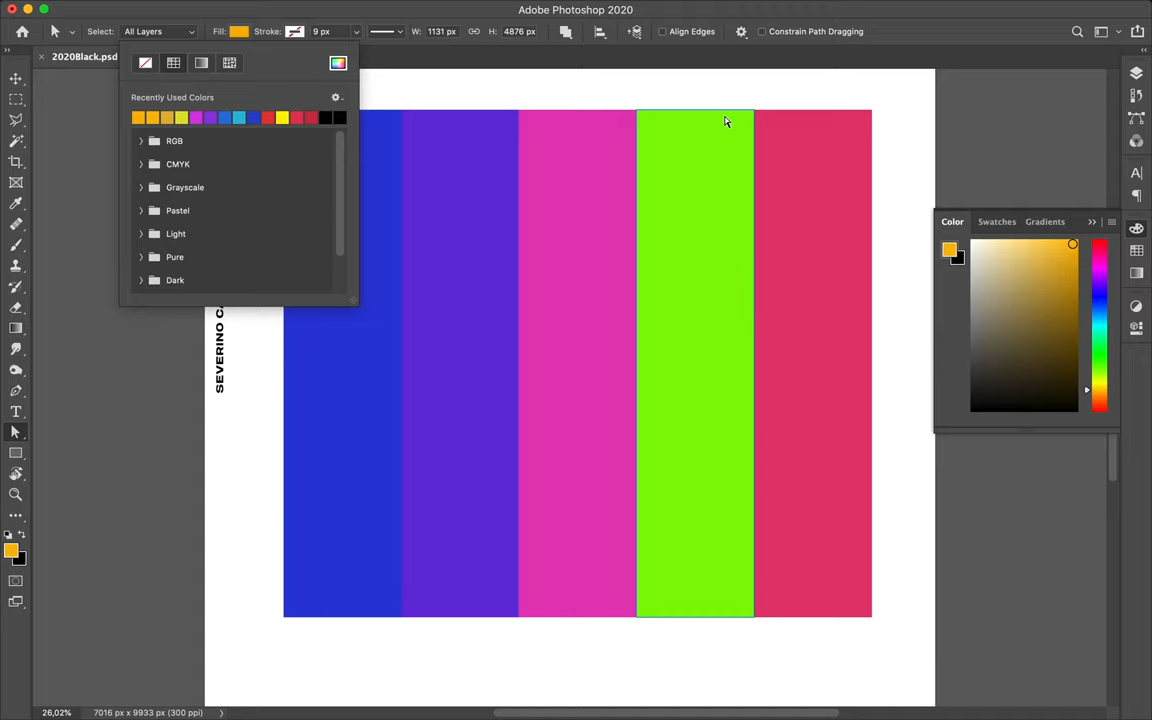 Adobe Photoshop 2020
Select: All Layers Fill: Stroke: 9 px W: 1131 px H: 4876 px Align Edges Constrain Path Dragging
2020Black.psd
Recently Used Colors
RGB
CMYK
Grayscale
Pastel
Light
Pure
Dark
SEVERINO CA
Color Swatches Gradients
26,02% 7016 px x 9933 px (300 ppi)